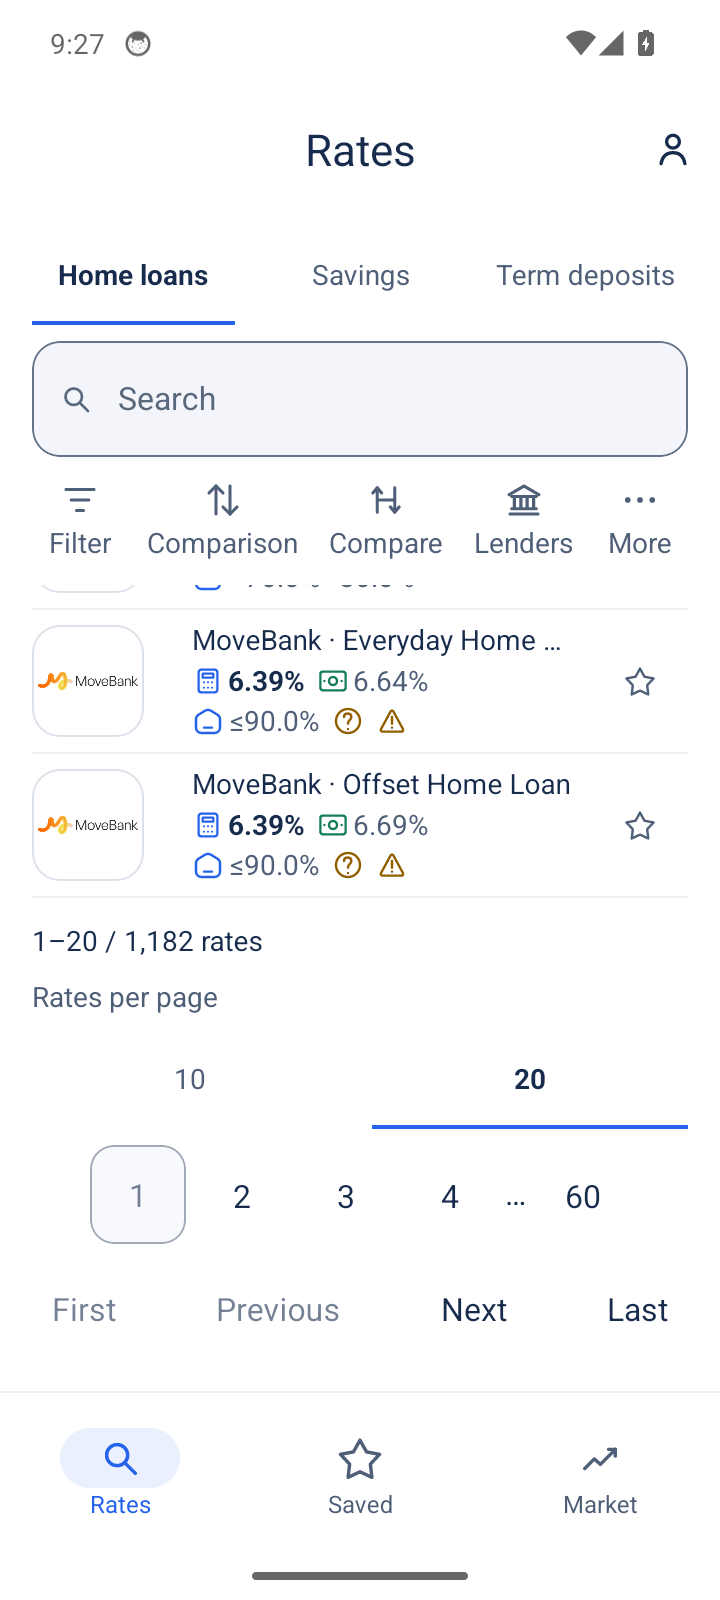 9:27
Rates
Home loans
Savings
Term deposits
Search
Filter
Comparison
Compare
Lenders
More
MoveBank
MoveBank · Everyday Home ...
6.39% 6.64%
≤90.0%
MoveBank
MoveBank · Offset Home Loan
6.39% 6.69%
≤90.0%
1–20 / 1,182 rates
Rates per page
10 20
1 2 3 4 ... 60
First Previous Next Last
Rates
Saved
Market